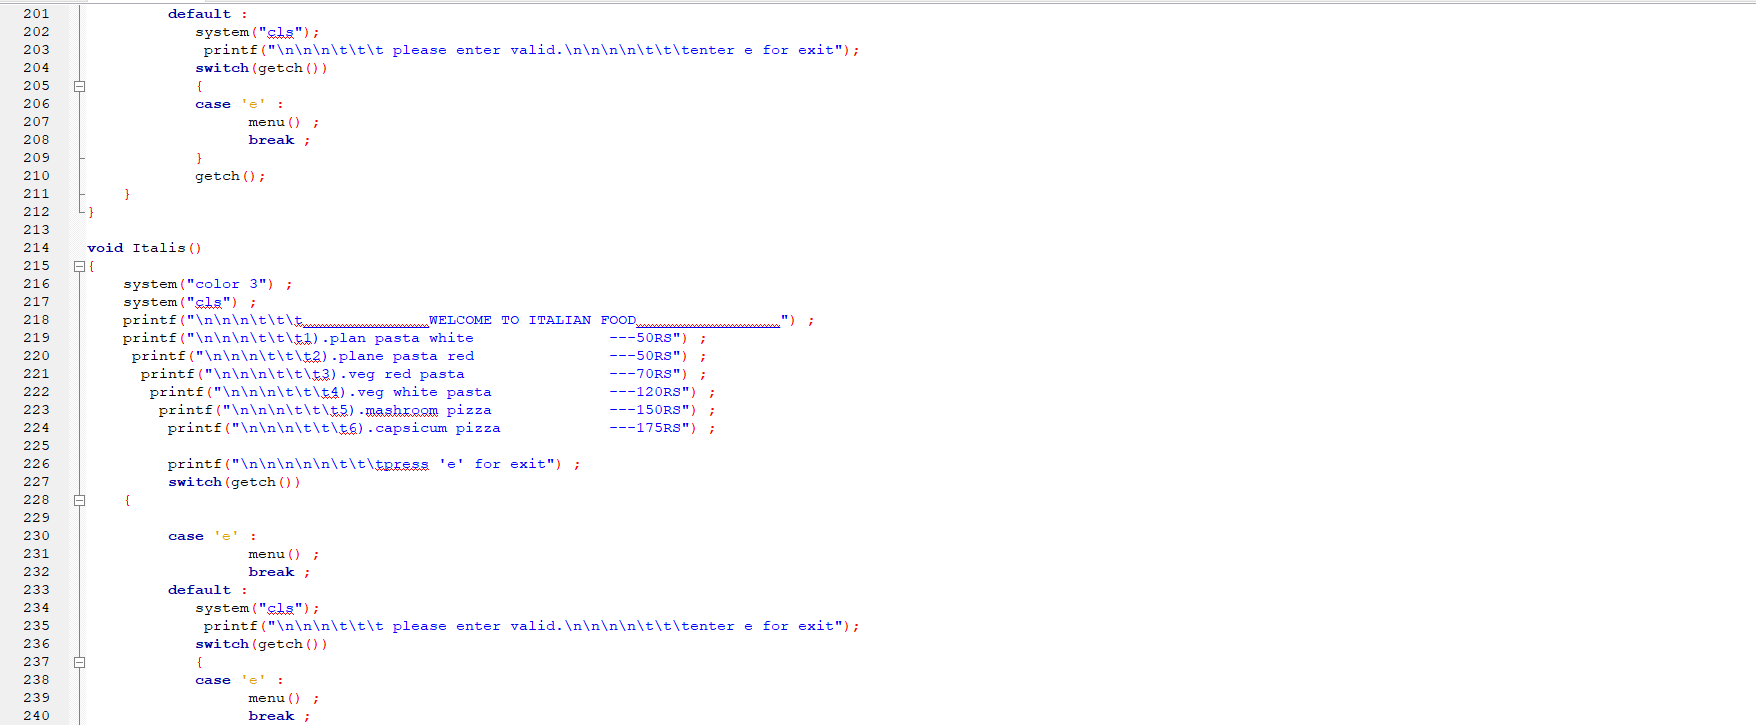 201 default :
202 system("cls");
203 printf("\n\n\n\t\t\t please enter valid.\n\n\n\n\t\t\tenter e for exit");
204 switch(getch())
205 {
206 case 'e' :
207 menu() ;
208 break ;
209 }
210 getch();
211 }
212 }
213
214 void Italis()
215 {
216 system("color 3") ;
217 system("cls") ;
218 printf("\n\n\n\t\t\t______________WELCOME TO ITALIAN FOOD________________") ;
219 printf("\n\n\n\t\t\t1).plan pasta white               ---50RS") ;
220 printf("\n\n\n\t\t\t2).plane pasta red               ---50RS") ;
221 printf("\n\n\n\t\t\t3).veg red pasta                ---70RS") ;
222 printf("\n\n\n\t\t\t4).veg white pasta             ---120RS") ;
223 printf("\n\n\n\t\t\t5).mashroom pizza             ---150RS") ;
224 printf("\n\n\n\t\t\t6).capsicum pizza            ---175RS") ;
225
226 printf("\n\n\n\n\n\t\t\tpress 'e' for exit") ;
227 switch(getch())
228 {
229
230 case 'e' :
231 menu() ;
232 break ;
233 default :
234 system("cls");
235 printf("\n\n\n\t\t\t please enter valid.\n\n\n\n\t\t\tenter e for exit");
236 switch(getch())
237 {
238 case 'e' :
239 menu() ;
240 break ;